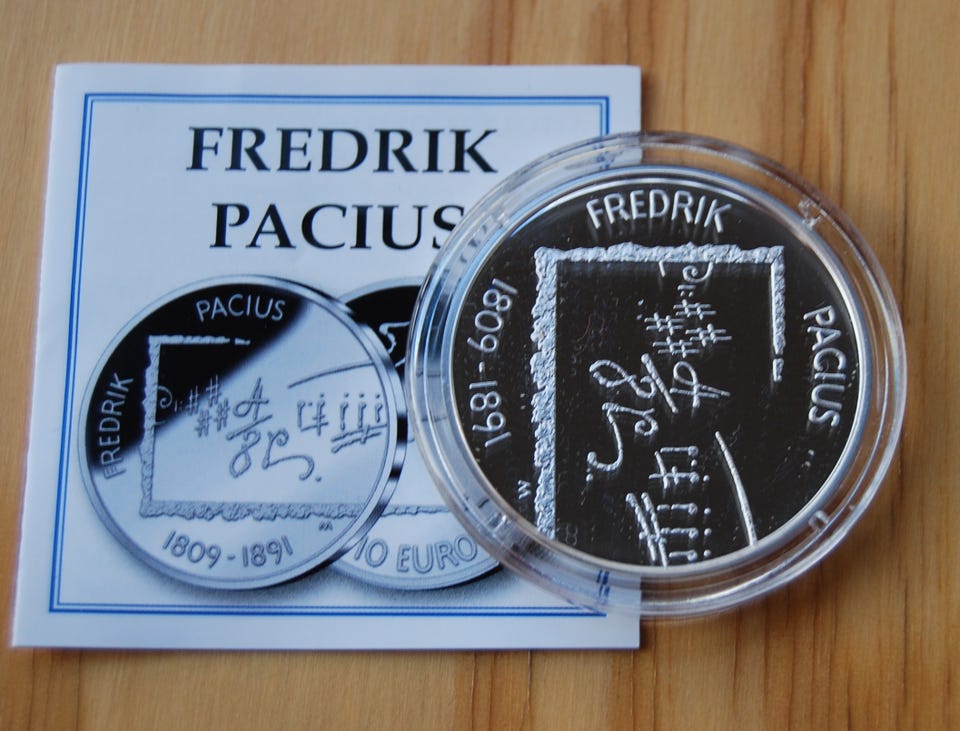 FREDRIK
PACIUS
FREDRIK PACIUS
1809-1891
M
10 EURO
FREDRIK PACIUS
1809-1891
W